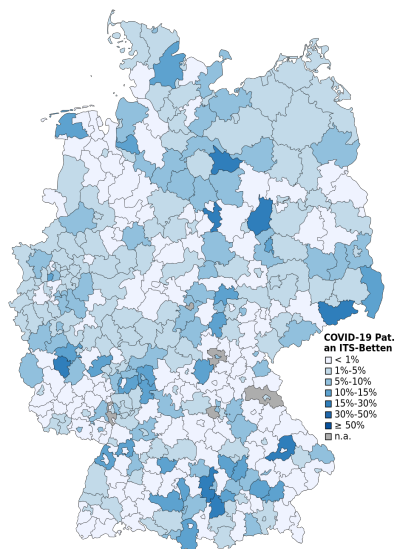 COVID-19 Pat.
an ITS-Betten
< 1%
1%-5%
5%-10%
10%-15%
15%-30%
30%-50%
≥ 50%
n.a.